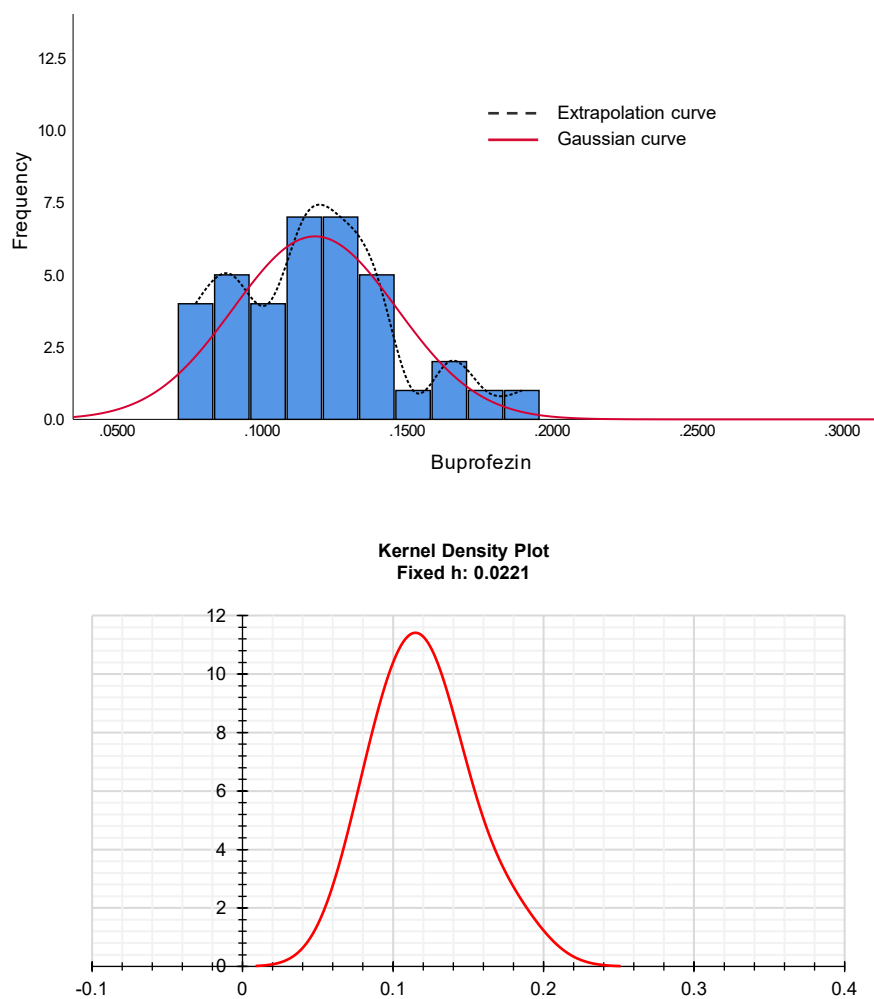 12.5
10.0
7.5
5.0
2.5
0.0
Frequency
Extrapolation curve
Gaussian curve
.0500 .1000 .1500 .2000 .2500 .3000
Buprofezin
Kernel Density Plot
Fixed h: 0.0221
12
10
8
6
4
2
0
-0.1 0 0.1 0.2 0.3 0.4